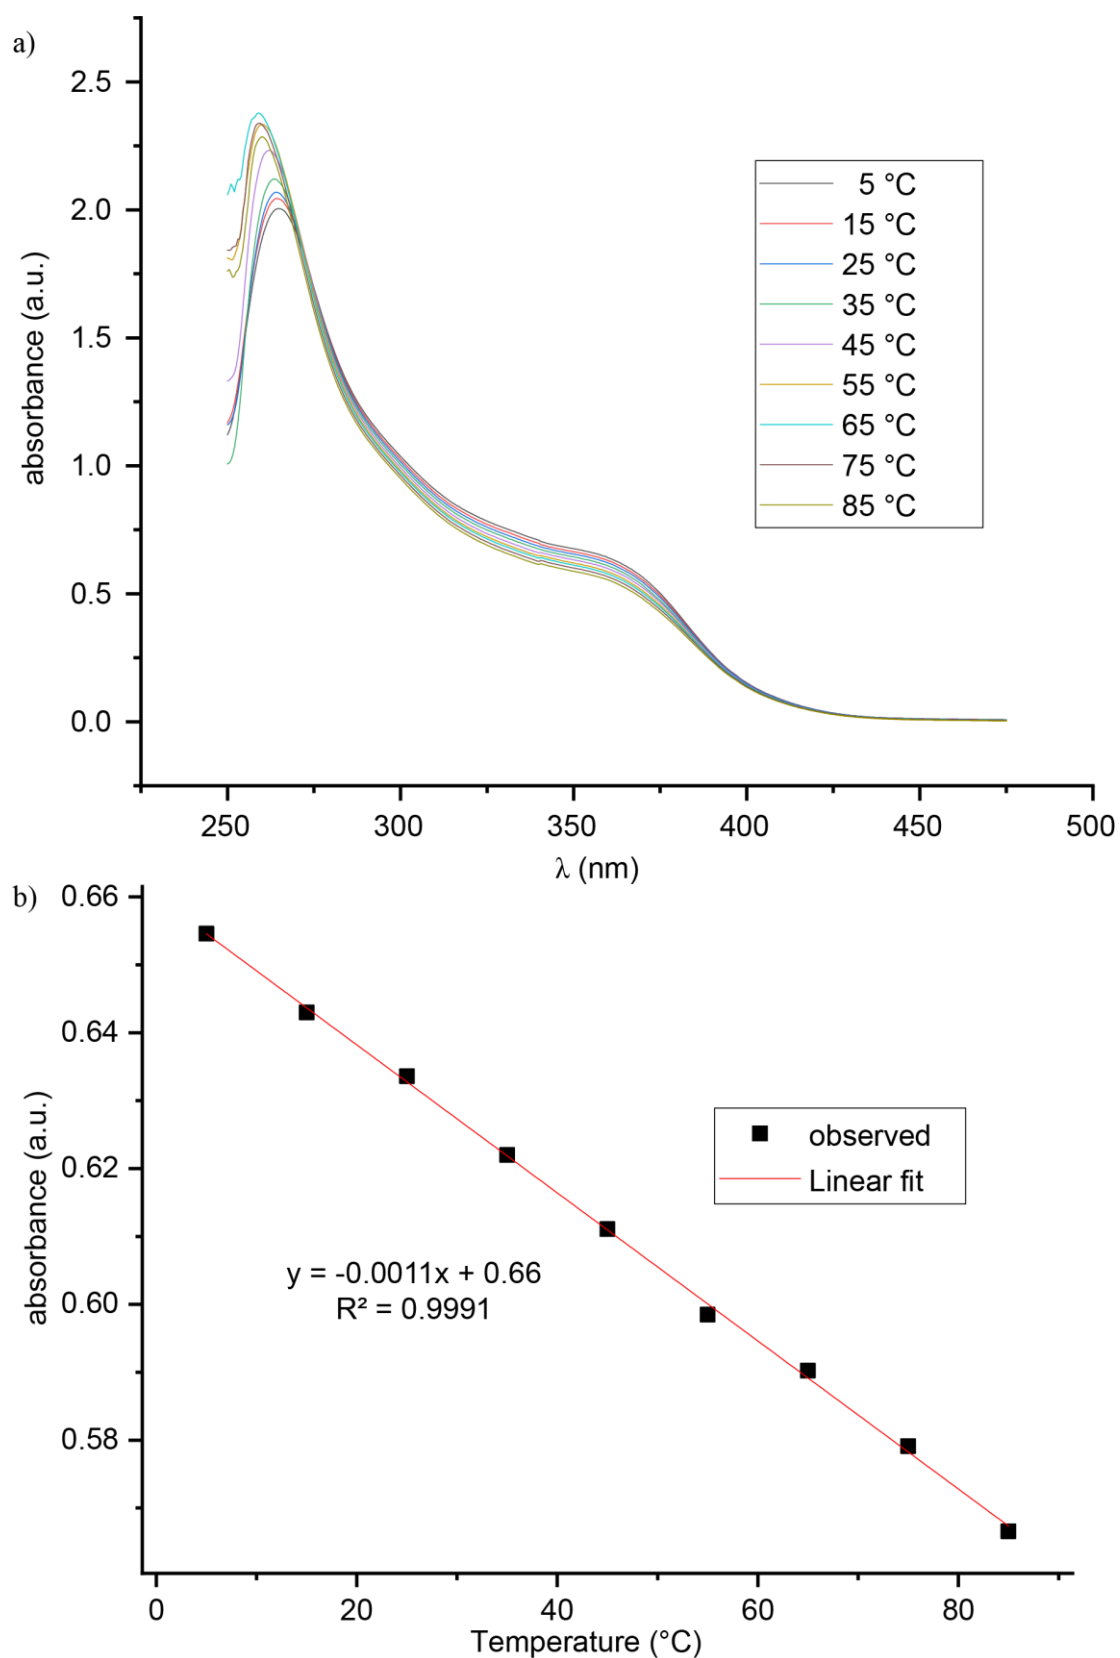 a)
2.5
2.0
1.5
1.0
0.5
0.0
absorbance (a.u.)
5 °C
15 °C
25 °C
35 °C
45 °C
55 °C
65 °C
75 °C
85 °C
250 300 350 400 450 500
λ (nm)
b)
0.66
0.64
0.62
0.60
0.58
absorbance (a.u.)
observed
Linear fit
y = -0.0011x + 0.66
R² = 0.9991
0 20 40 60 80
Temperature (°C)